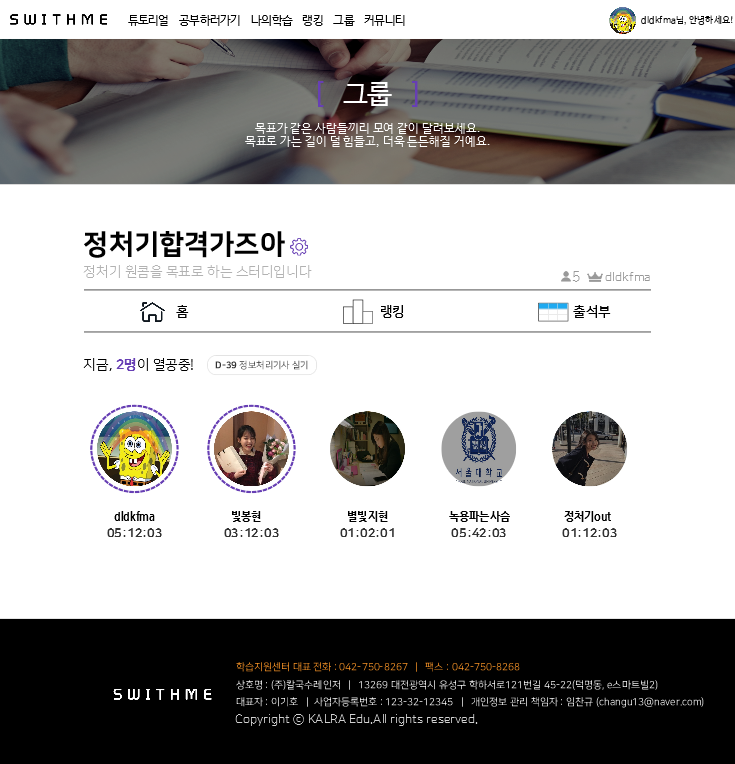 SWITHME 튜토리얼 공부하러가기 나의학습 랭킹 그룹 커뮤니티 dldkfma님, 안녕하세요!
[ 그룹 ]
목표가 같은 사람들끼리 모여 같이 달려보세요.
목표로 가는 길이 덜 힘들고, 더욱 든든해질 거예요.
정처기합격가즈아
정처기 원콤을 목표로 하는 스터디입니다
5 dldkfma
홈 랭킹 출석부
지금, 2명이 열공중! D-39 정보처리기사 실기
서울대학교
dldkfma 빛봉현 별빛지현 녹용파는사슴 정처기out
05:12:03 03:12:03 01:02:01 05:42:03 01:12:03
학습지원센터 대표 전화 : 042-750-8267 | 팩스 : 042-750-8268
상호명 : (주)칼국수레인저 | 13269 대전광역시 유성구 학하서로121번길 45-22(덕명동, e스마트빌2)
SWITHME
대표자 : 이기호 | 사업자등록번호 : 123-32-12345 | 개인정보 관리 책임자 : 임찬규 (changu13@naver.com)
Copyright ⓒ KALRA Edu.All rights reserved.